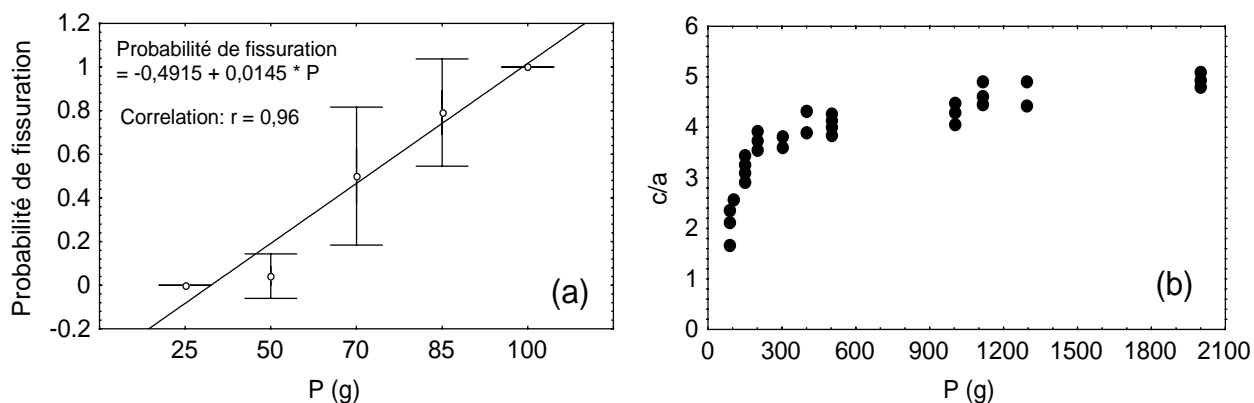 Probabilité de fissuration
= -0,4915 + 0,0145 * P
Correlation: r = 0,96
Probabilité de fissuration
1.2
1
0.8
0.6
0.4
0.2
0
-0.2
25 50 70 85 100
P (g)
(a)
c/a
6
5
4
3
2
1
0
0 300 600 900 1200 1500 1800 2100
P (g)
(b)